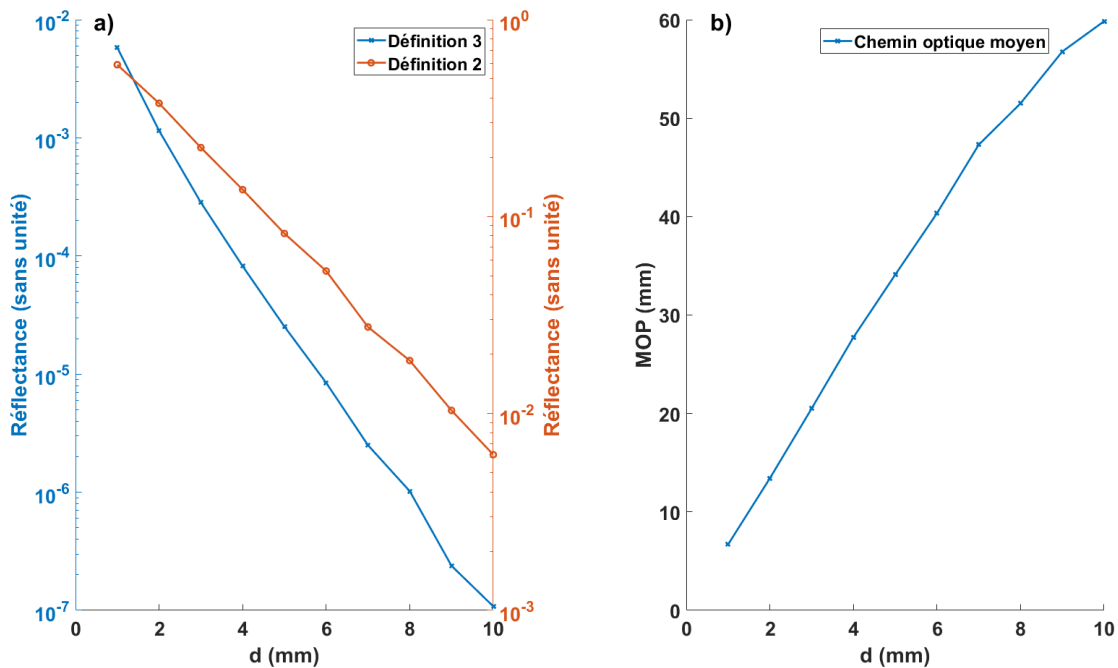 a)
Définition 3
Définition 2
Réflectance (sans unité)
10^-2
10^-3
10^-4
10^-5
10^-6
10^-7
0 2 4 6 8 10
d (mm)
10^0
10^-1
10^-2
10^-3
Réflectance (sans unité)
b)
Chemin optique moyen
MOP (mm)
60
50
40
30
20
10
0
0 2 4 6 8 10
d (mm)